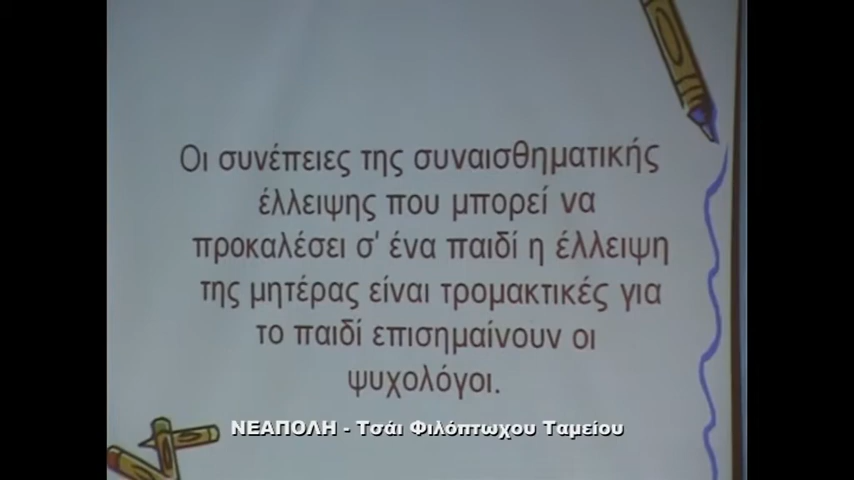 Οι συνέπειες της συναισθηματικής
έλλειψης που μπορεί να
προκαλέσει σ' ένα παιδί η έλλειψη
της μητέρας είναι τρομακτικές για
το παιδί επισημαίνουν οι
ψυχολόγοι.
ΝΕΑΠΟΛΗ - Τσάι Φιλόπτωχου Ταμείου